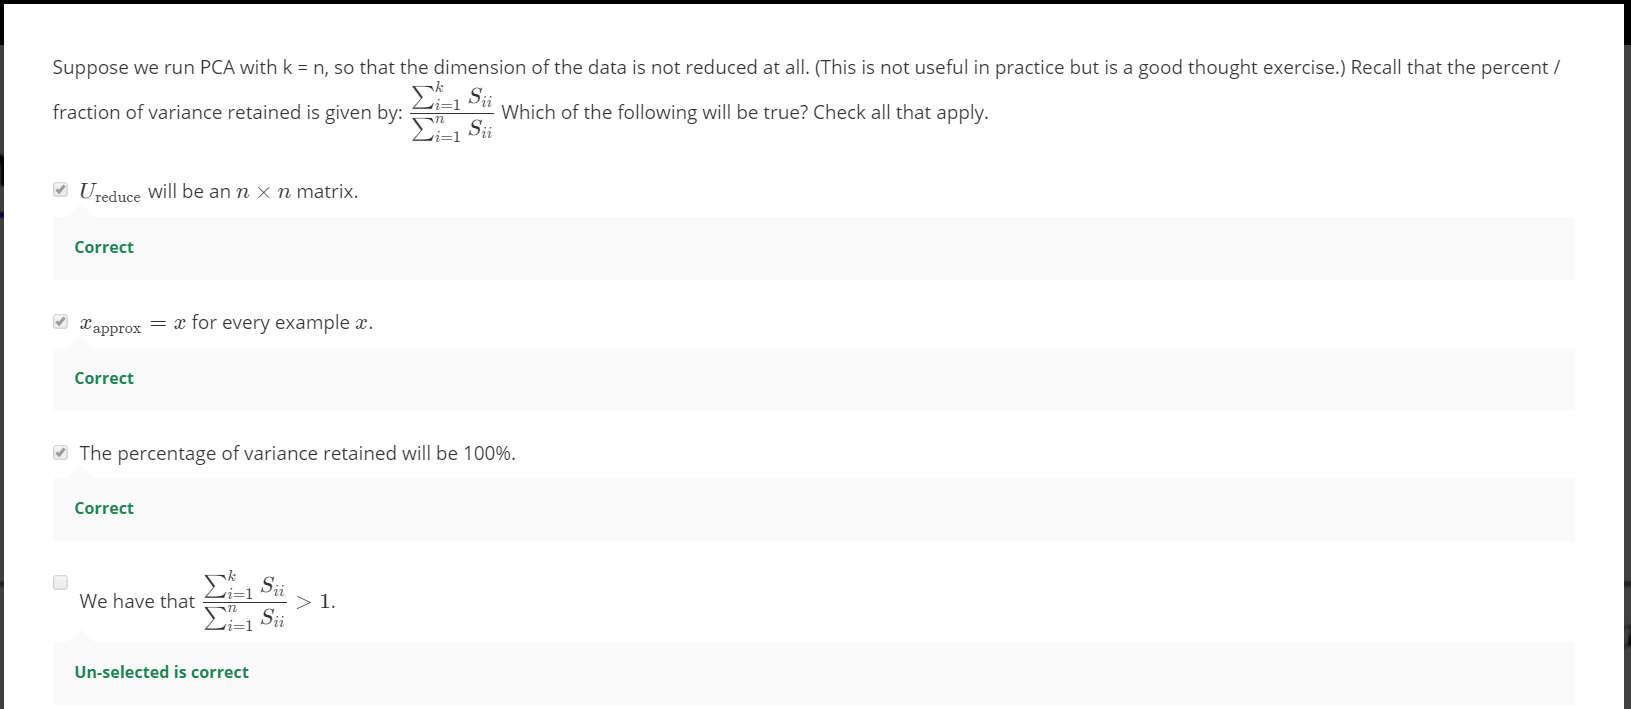 Suppose we run PCA with k = n, so that the dimension of the data is not reduced at all. (This is not useful in practice but is a good thought exercise.) Recall that the percent /
fraction of variance retained is given by: $\frac{\sum_{i=1}^{k} S_{ii}}{\sum_{i=1}^{n} S_{ii}}$ Which of the following will be true? Check all that apply.
$U_{\text{reduce}}$ will be an $n \times n$ matrix.
Correct
$x_{\text{approx}} = x$ for every example $x$.
Correct
The percentage of variance retained will be 100%.
Correct
We have that $\frac{\sum_{i=1}^{k} S_{ii}}{\sum_{i=1}^{n} S_{ii}} > 1$.
Un-selected is correct